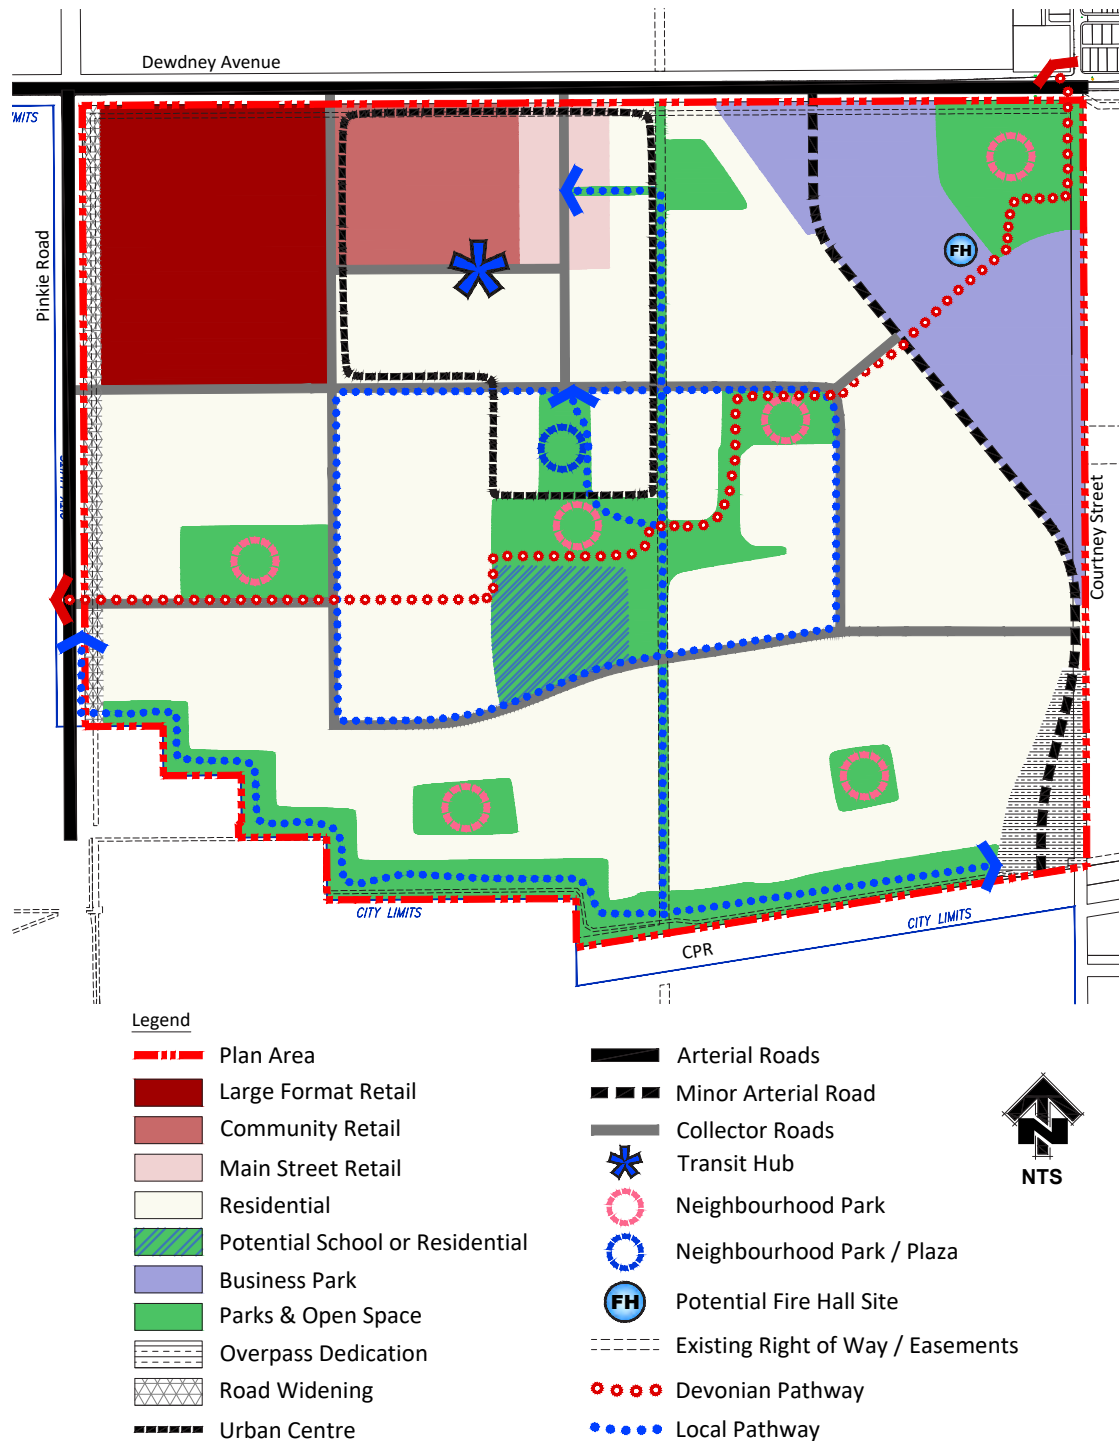 Dewdney Avenue
'MITS
Pinkie Road
FH
CITY LIMITS
Courtney Street
CITY LIMITS
CITY LIMITS
CPR
Legend
Plan Area
Large Format Retail
Community Retail
Main Street Retail
Residential
Potential School or Residential
Business Park
Parks & Open Space
Overpass Dedication
Road Widening
Urban Centre
Arterial Roads
Minor Arterial Road
Collector Roads
Transit Hub
Neighbourhood Park
Neighbourhood Park / Plaza
FH
Potential Fire Hall Site
Existing Right of Way / Easements
Devonian Pathway
Local Pathway
N
NTS